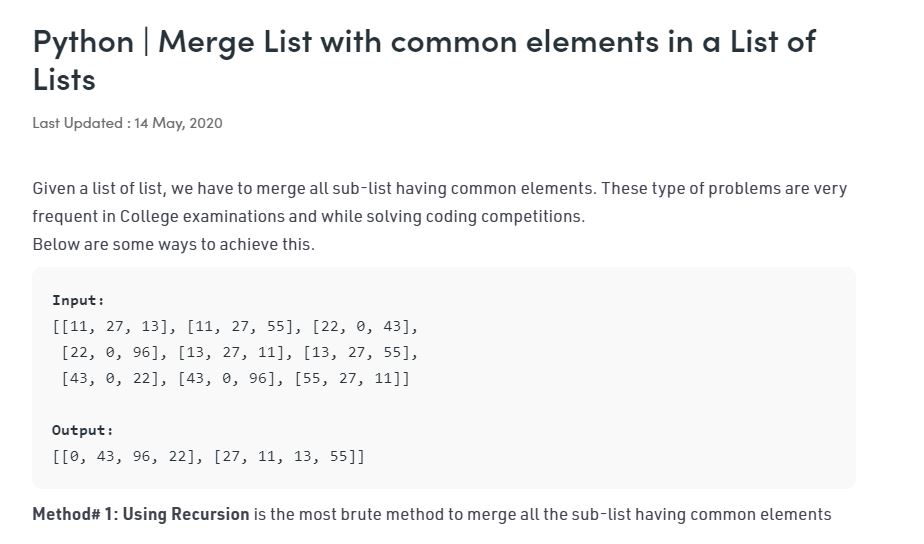 Python | Merge List with common elements in a List of
Lists
Last Updated : 14 May, 2020
Given a list of list, we have to merge all sub-list having common elements. These type of problems are very
frequent in College examinations and while solving coding competitions.
Below are some ways to achieve this.
Input:
[[11, 27, 13], [11, 27, 55], [22, 0, 43],
[22, 0, 96], [13, 27, 11], [13, 27, 55],
[43, 0, 22], [43, 0, 96], [55, 27, 11]]
Output:
[[0, 43, 96, 22], [27, 11, 13, 55]]
Method# 1: Using Recursion is the most brute method to merge all the sub-list having common elements